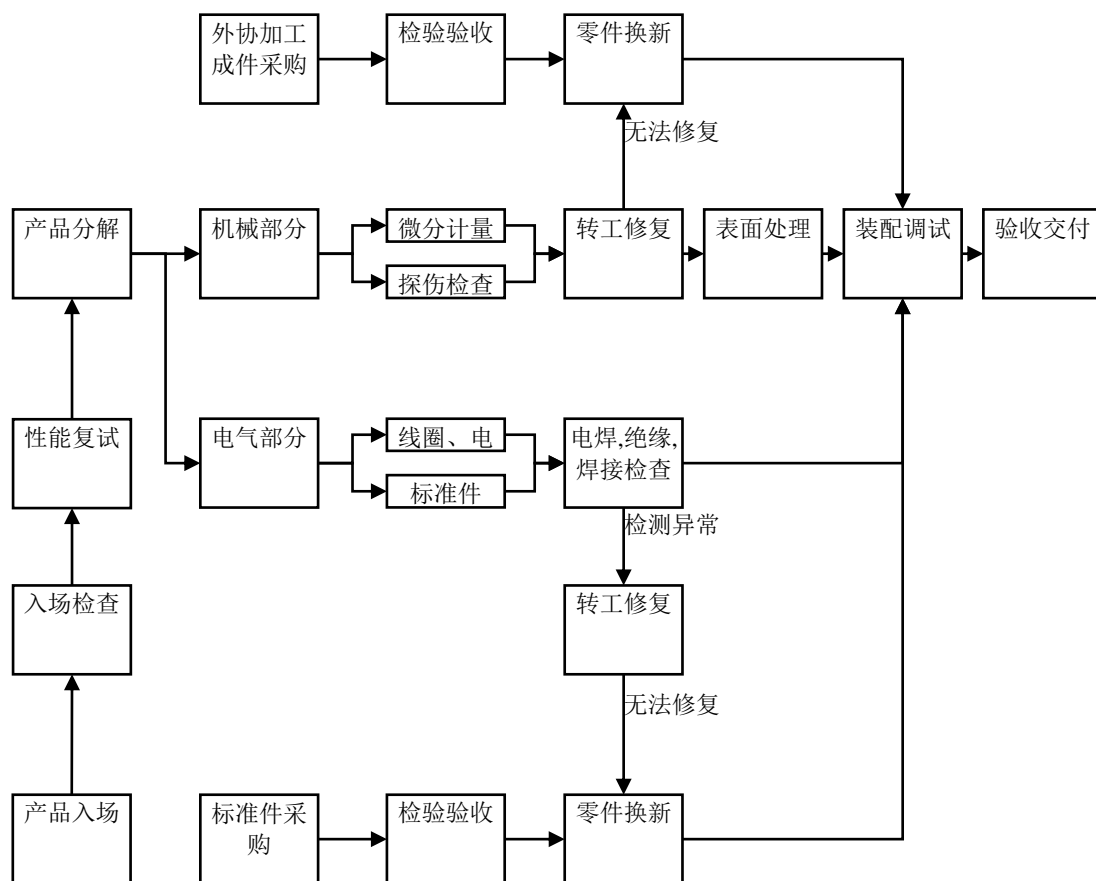 外协加工
成件采购
检验验收
零件换新
无法修复
产品分解
机械部分
微分计量
探伤检查
转工修复
表面处理
装配调试
验收交付
性能复试
电气部分
线圈、电
标准件
电焊,绝缘,
焊接检查
检测异常
入场检查
转工修复
无法修复
产品入场
标准件采
购
检验验收
零件换新